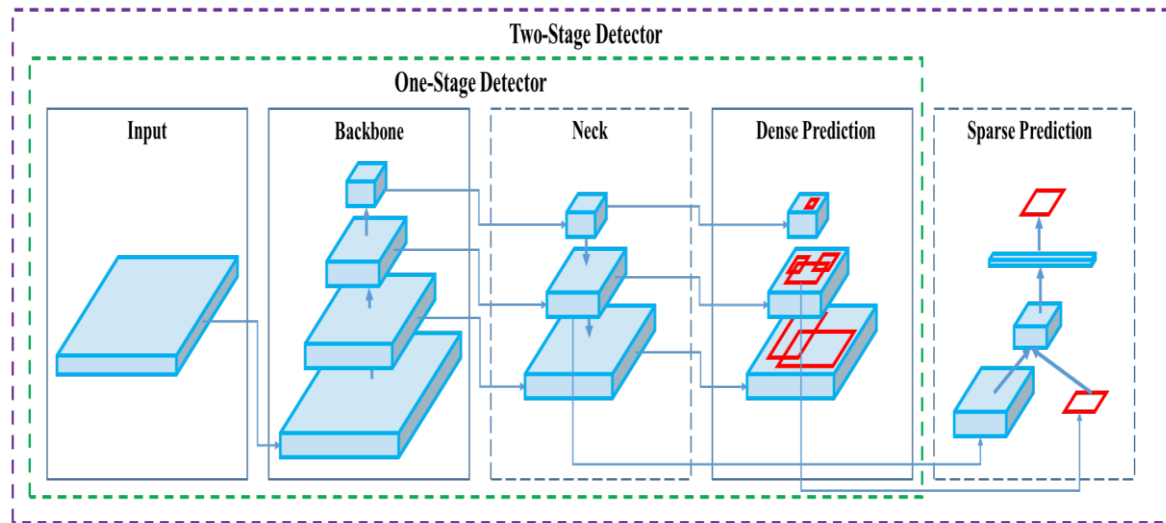 Two-Stage Detector
One-Stage Detector
Input
Backbone
Neck
Dense Prediction
Sparse Prediction